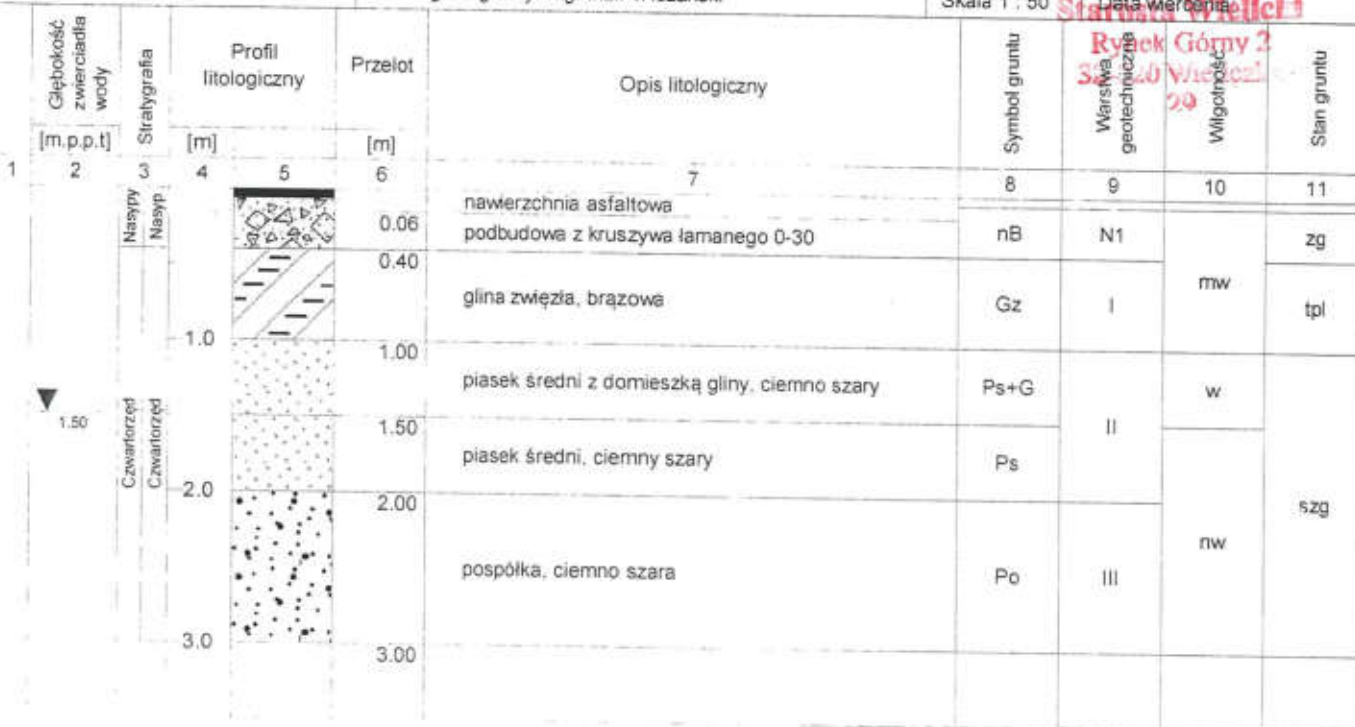 Skala 1 : 50
Data wiercenia
Starosta Wielicki
Rynek Górny 2
Głębokość zwierciadła wody
[m.p.p.t]
Stratygrafia
Profil litologiczny
[m]
Przelot
[m]
Opis litologiczny
Symbol gruntu
Warstwa geotechniczna
Wilgotność
Stan gruntu
1 2 3 4 5 6 7 8 9 10 11
Nasypy
Nasyp
nawierzchnia asfaltowa
0.06
podbudowa z kruszywa łamanego 0-30
nB
N1
zg
0.40
glina zwięzła, brązowa
Gz
I
mw
tpl
1.0
1.00
piasek średni z domieszką gliny, ciemno szary
Ps+G
w
1.50
1.50
II
Czwartorzęd
Czwartorzęd
piasek średni, ciemny szary
Ps
2.0
2.00
szg
nw
pospółka, ciemno szara
Po
III
3.0
3.00